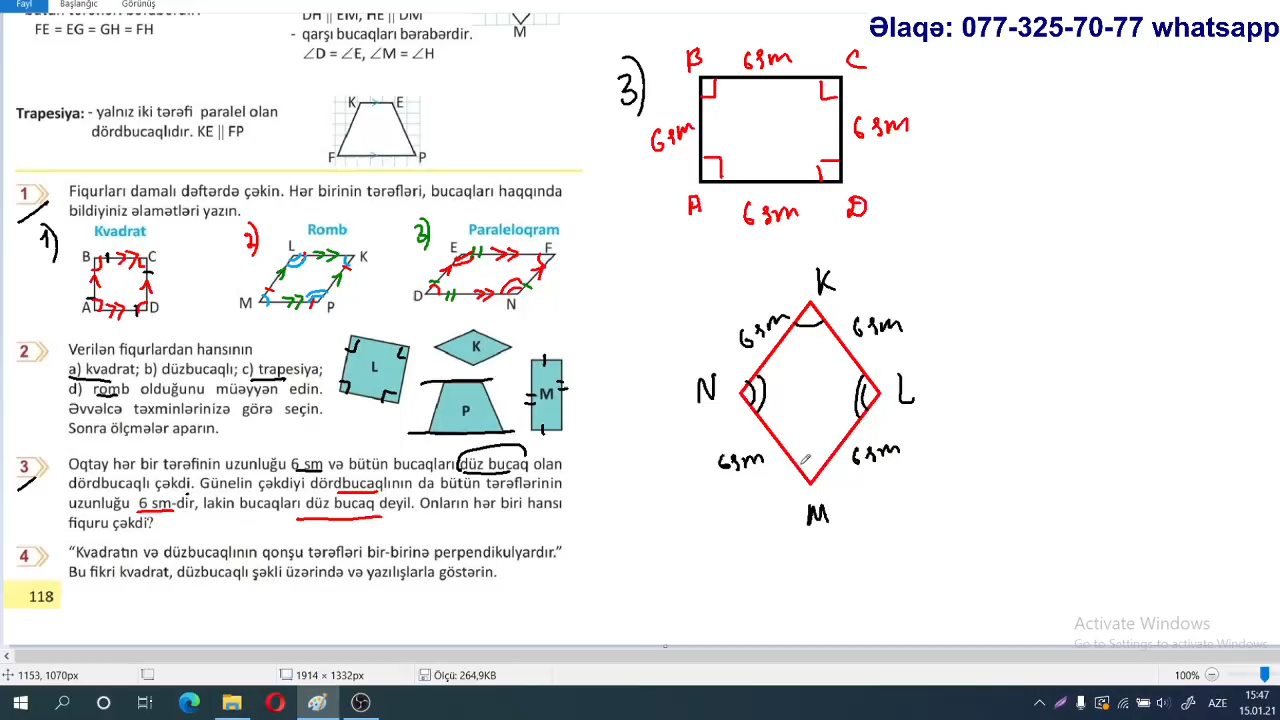 Fayl Başlanğıc Görünüş
Əlaqə: 077-325-70-77 whatsapp
FE = EG = GH = FH
DH || EM, HE || DM
- qarşı bucaqları bərabərdir.
∠D = ∠E, ∠M = ∠H
M
Trapesiya: - yalnız iki tərəfi paralel olan
dördbucaqlıdır. KE || FP
K E
F P
1 Fiqurları damalı dəftərdə çəkin. Hər birinin tərəfləri, bucaqları haqqında
bildiyiniz əlamətləri yazın.
1) Kvadrat
B C
A D
2) Romb
L K
M P
3) Paraleloqram
E F
D N
2 Verilən fiqurlardan hansının
a) kvadrat; b) düzbucaqlı; c) trapesiya;
d) romb olduğunu müəyyən edin.
Əvvəlcə təxminlərinizə görə seçin.
Sonra ölçmələr aparın.
L K
P M
3 Oqtay hər bir tərəfinin uzunluğu 6 sm və bütün bucaqları düz bucaq olan
dördbucaqlı çəkdi. Günelin çəkdiyi dördbucaqlının da bütün tərəflərinin
uzunluğu 6 sm-dir, lakin bucaqları düz bucaq deyil. Onların hər biri hansı
fiquru çəkdi?
4 “Kvadratın və düzbucaqlının qonşu tərəfləri bir-birinə perpendikulyardır.”
Bu fikri kvadrat, düzbucaqlı şəkli üzərində və yazılışlarla göstərin.
118
3)
B 6sm C
6sm 6sm
A 6sm D
K
6sm 6sm
N L
6sm 6sm
M
Activate Windows
Go to Settings to activate Windows.
1153, 1070px 1914 × 1332px Ölçü: 264,9KB 100%
AZE 15:47
15.01.21